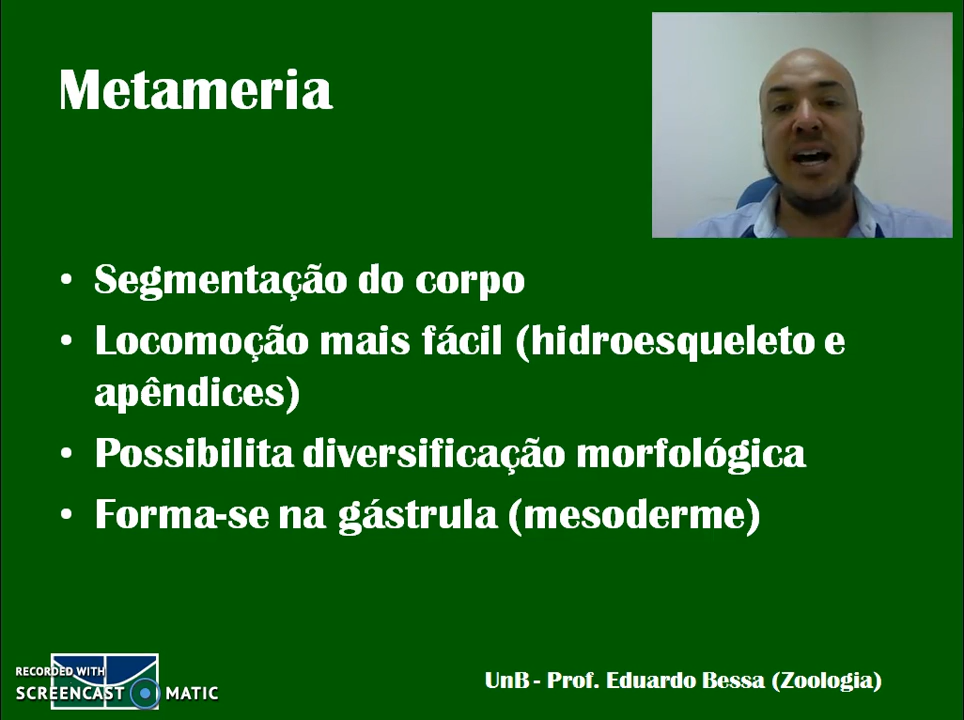 Metameria
• Segmentação do corpo
• Locomoção mais fácil (hidroesqueleto e
apêndices)
• Possibilita diversificação morfológica
• Forma-se na gástrula (mesoderme)
RECORDED WITH
SCREENCAST MATIC
UnB - Prof. Eduardo Bessa (Zoologia)